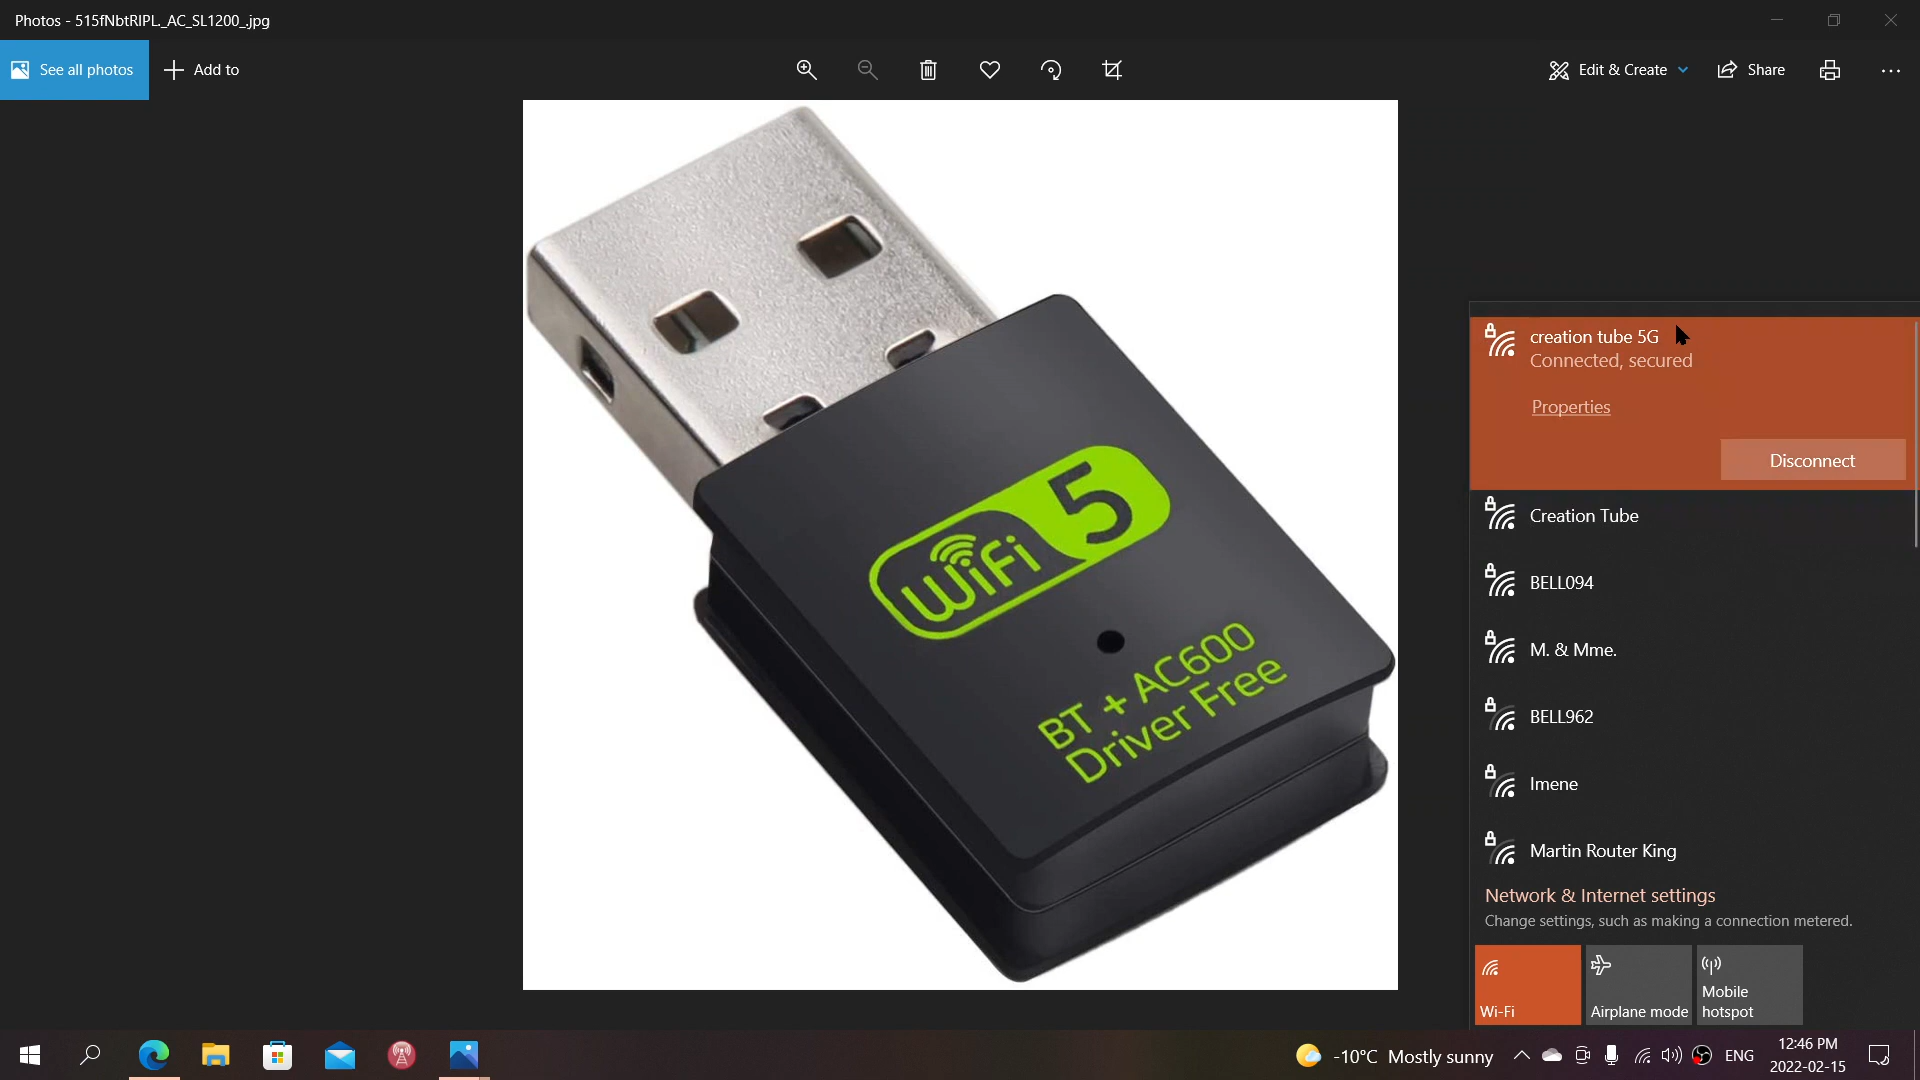 Photos - 515fNbtRlPL._AC_SL1200_.jpg
See all photos
Add to
Edit & Create
Share
WiFi 5
BT + AC600
Driver Free
creation tube 5G
Connected, secured
Properties
Disconnect
Creation Tube
BELL094
M. & Mme.
BELL962
Imene
Martin Router King
Network & Internet settings
Change settings, such as making a connection metered.
Wi-Fi
Airplane mode
Mobile
hotspot
-10°C Mostly sunny
ENG
12:46 PM
2022-02-15